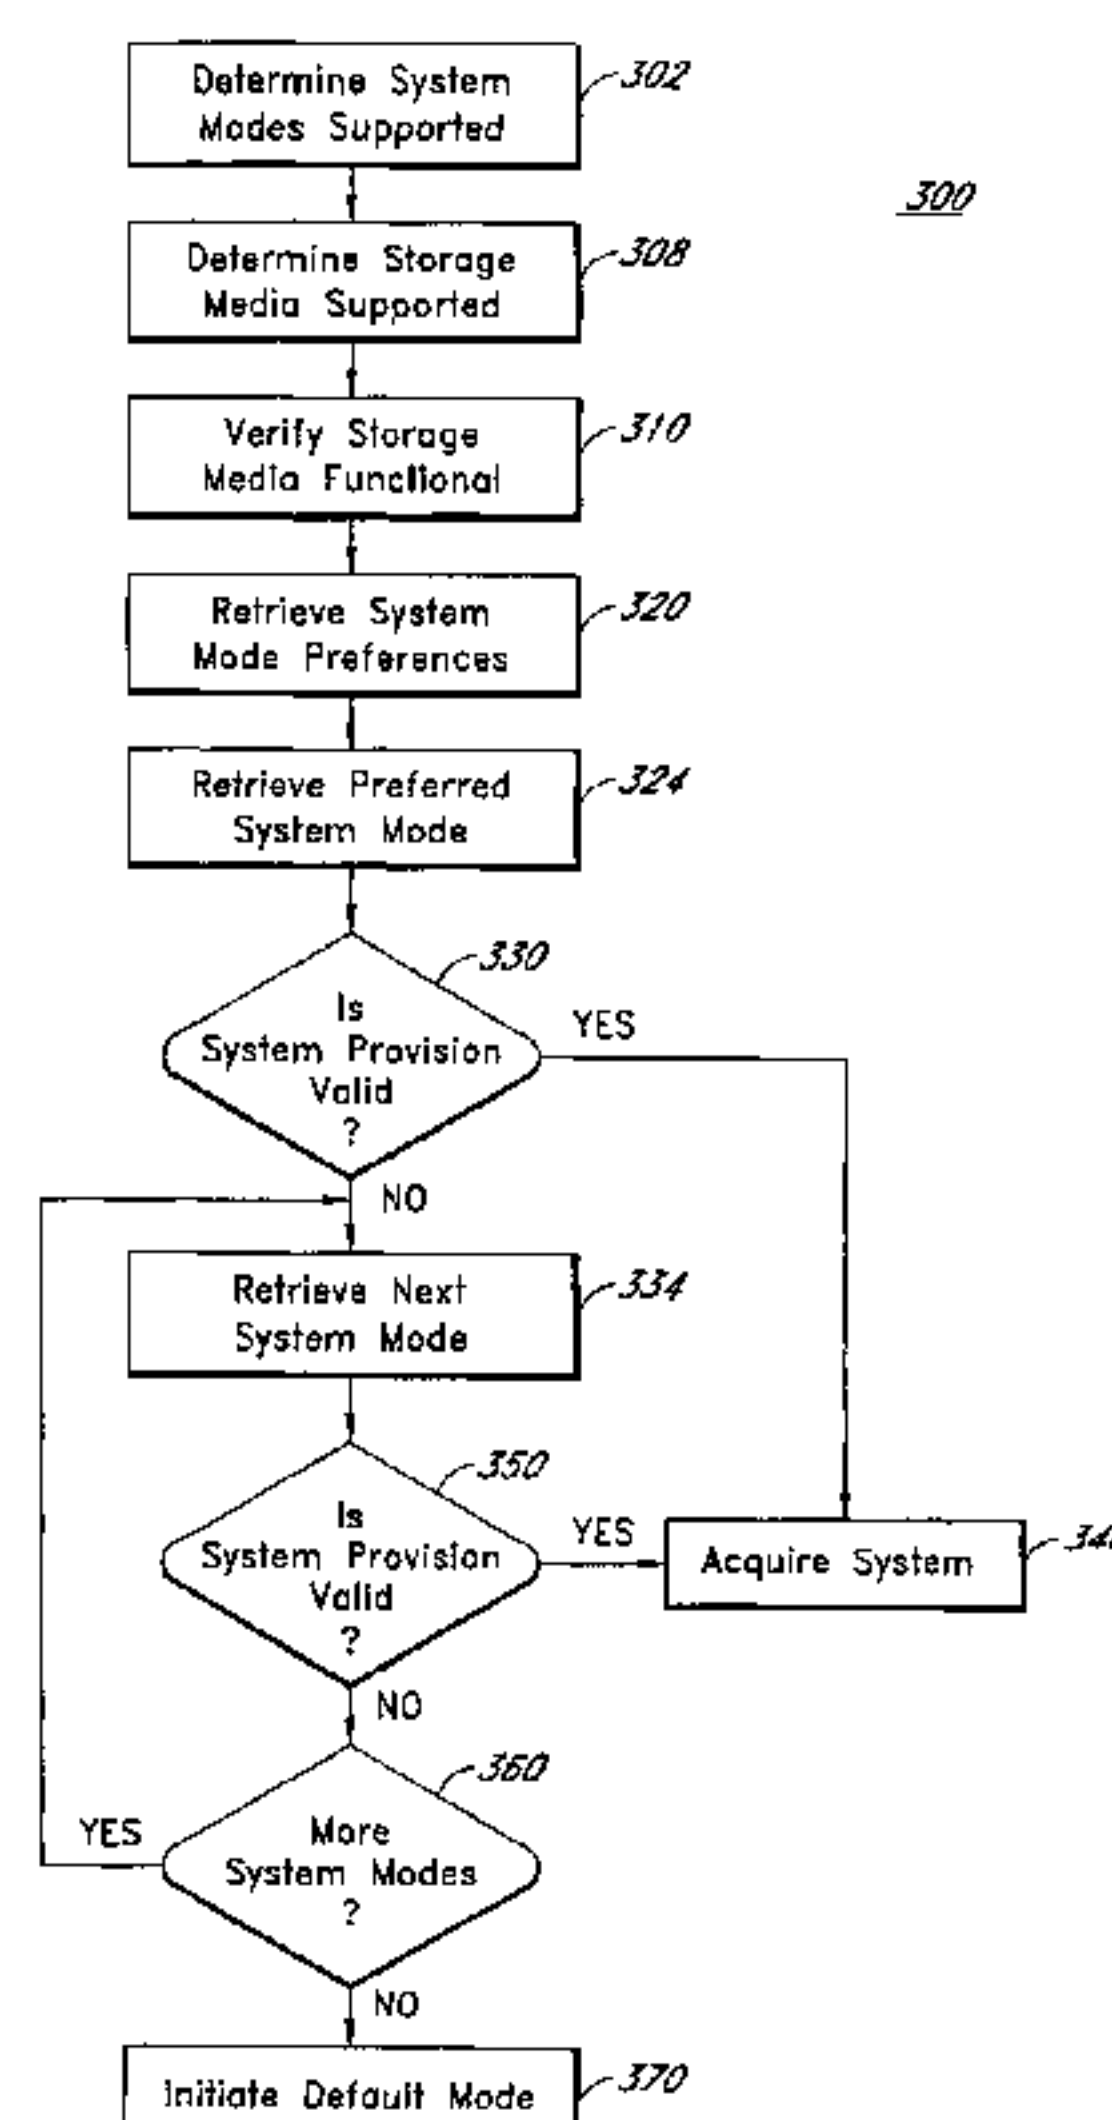 Determine System
Modes Supported
302
300
Determine Storage
Media Supported
308
Verify Storage
Media Functional
310
Retrieve System
Mode Preferences
320
Retrieve Preferred
System Mode
324
330
Is
System Provision
Valid
?
YES
NO
Retrieve Next
System Mode
334
350
Is
System Provision
Valid
?
YES
Acquire System
NO
360
More
System Modes
?
YES
NO
Initiate Default Mode
370